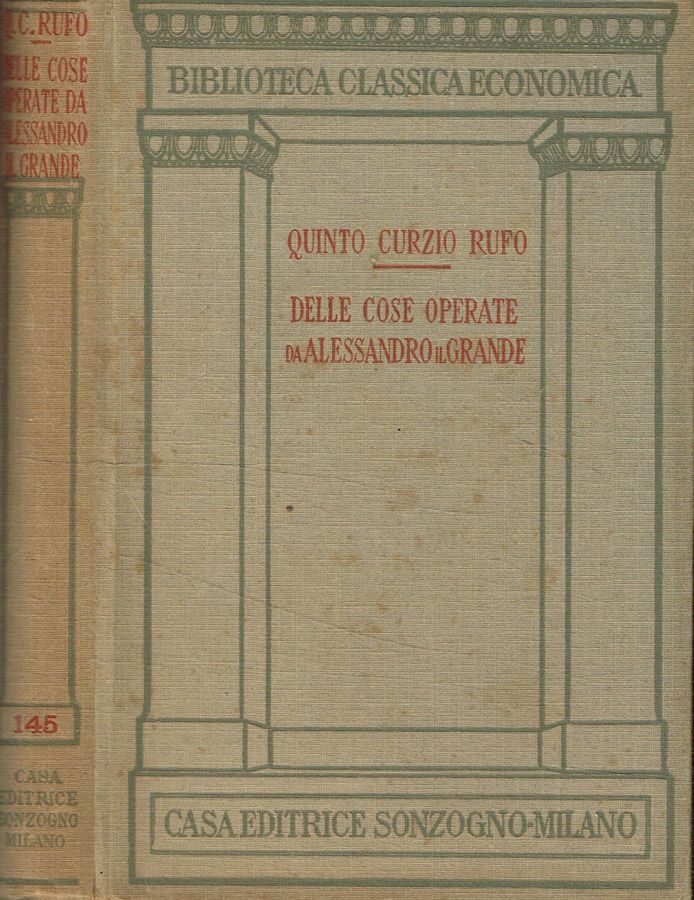 C. RUFO
DELLE COSE
OPERATE DA
ALESSANDRO
IL GRANDE
145
CASA
EDITRICE
SONZOGNO
MILANO
BIBLIOTECA CLASSICA ECONOMICA
QUINTO CURZIO RUFO
DELLE COSE OPERATE
DA ALESSANDRO IL GRANDE
CASA EDITRICE SONZOGNO-MILANO